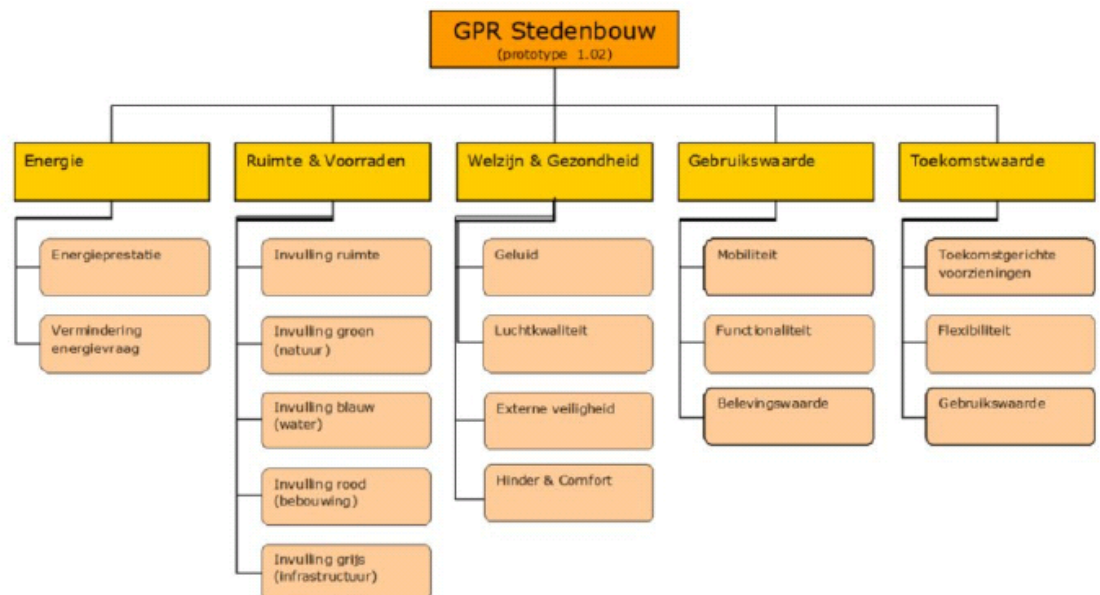 GPR Stedenbouw
(prototype 1.02)
Energie
Ruimte & Voorraden
Welzijn & Gezondheid
Gebruikswaarde
Toekomstwaarde
Energieprestatie
Vermindering
energievraag
Invulling ruimte
Invulling groen
(natuur)
Invulling blauw
(water)
Invulling rood
(bebouwing)
Invulling grijs
(infrastructuur)
Geluid
Luchtkwaliteit
Externe veiligheid
Hinder & Comfort
Mobiliteit
Functionaliteit
Belevingswaarde
Toekomstgerichte
voorzieningen
Flexibiliteit
Gebruikswaarde